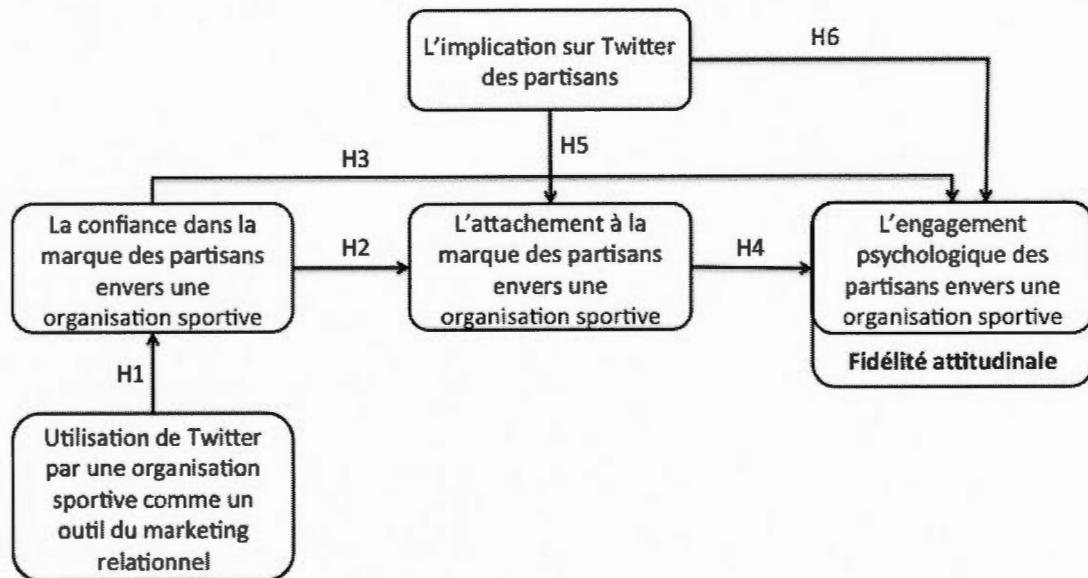 L'implication sur Twitter
des partisans
H6
H5
H3
La confiance dans la
marque des partisans
envers une
organisation sportive
H2
L'attachement à la
marque des partisans
envers une
organisation sportive
H4
L'engagement
psychologique des
partisans envers une
organisation sportive
Fidélité attitudinale
H1
Utilisation de Twitter
par une organisation
sportive comme un
outil du marketing
relationnel